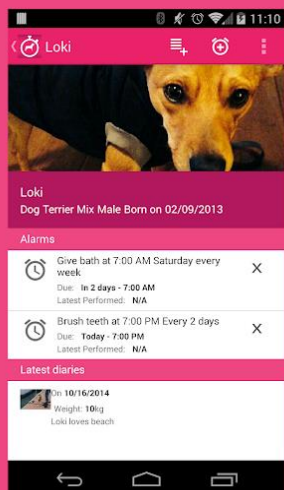 11:10
Loki
Loki
Dog Terrier Mix Male Born on 02/09/2013
Alarms
Give bath at 7:00 AM Saturday every
week
Due: In 2 days - 7:00 AM
Latest Performed: N/A
X
Brush teeth at 7:00 PM Every 2 days
Due: Today - 7:00 PM
Latest Performed: N/A
X
Latest diaries
On 10/16/2014
Weight: 10kg
Loki loves beach